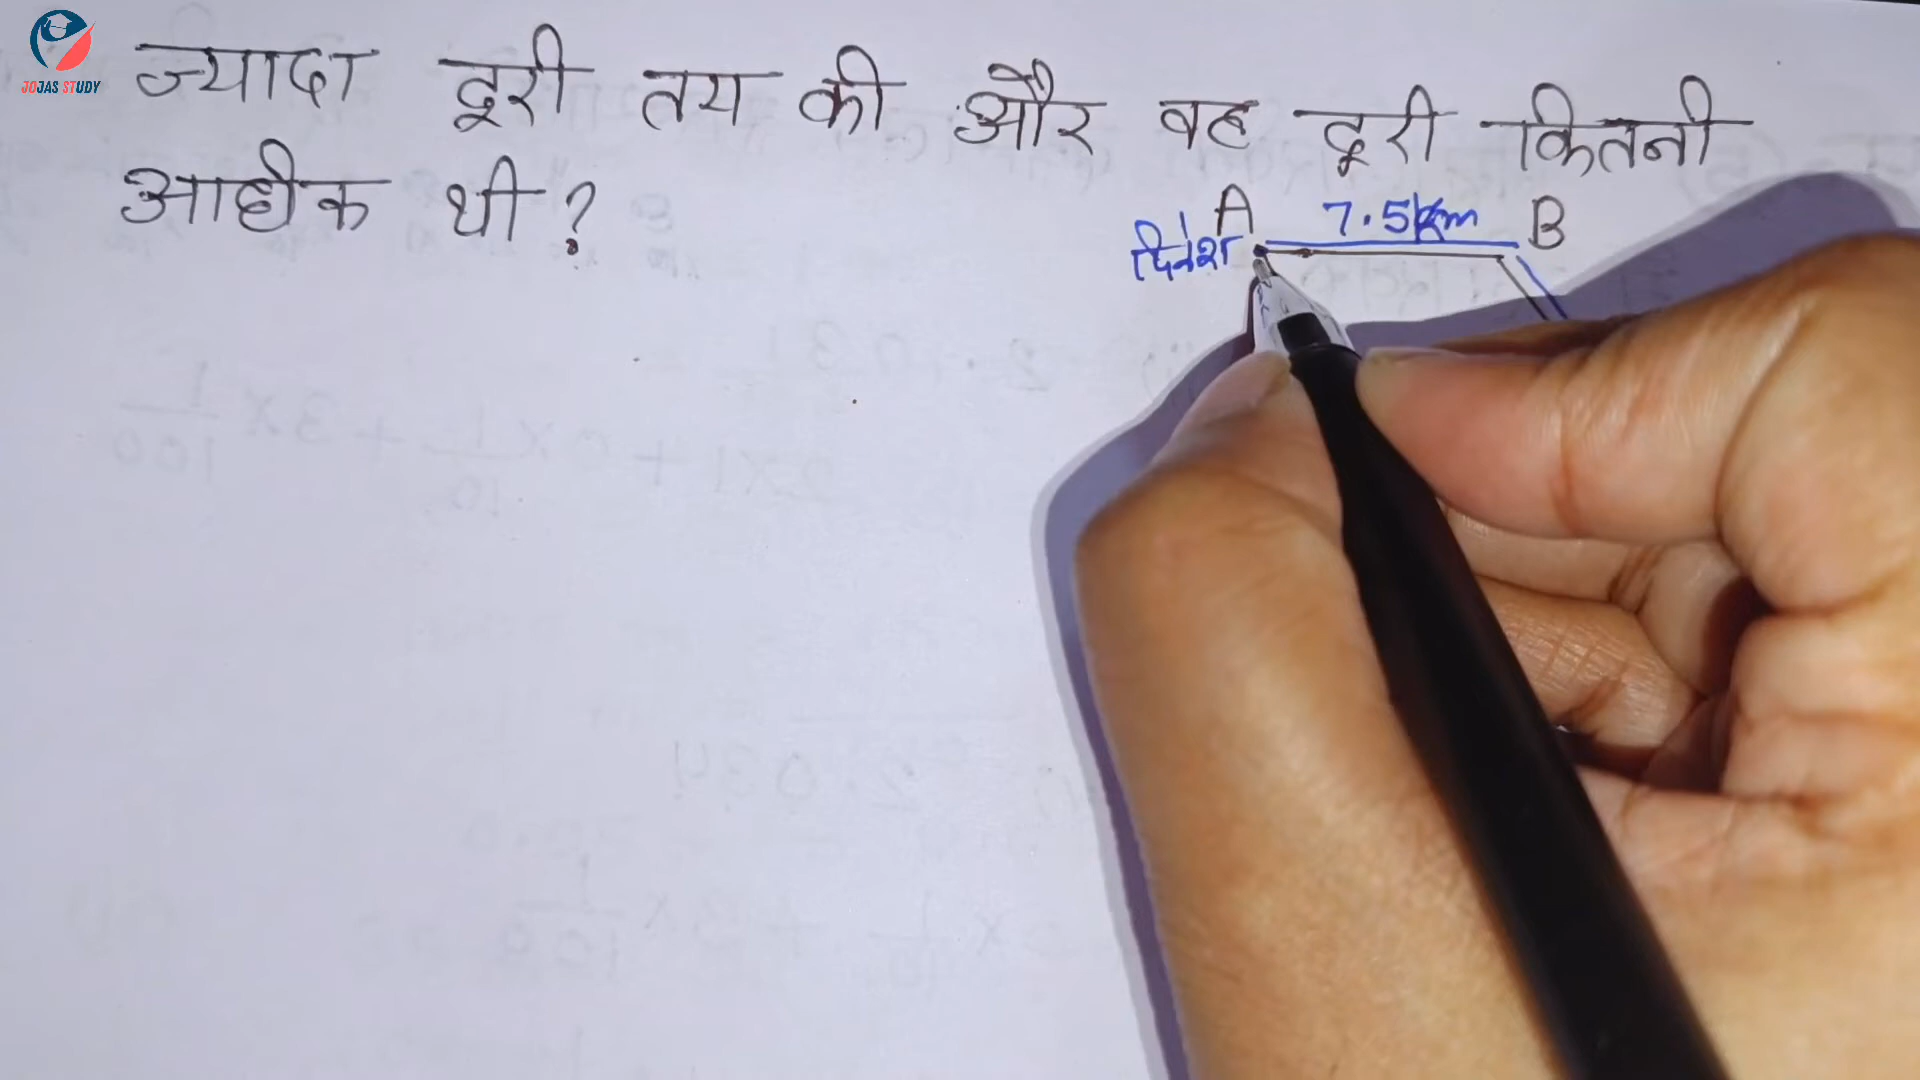 JOJAS STUDY
ज्यादा दूरी तय की और वह दूरी कितनी
अधिक थी?
A 7.5km B
दिनेश